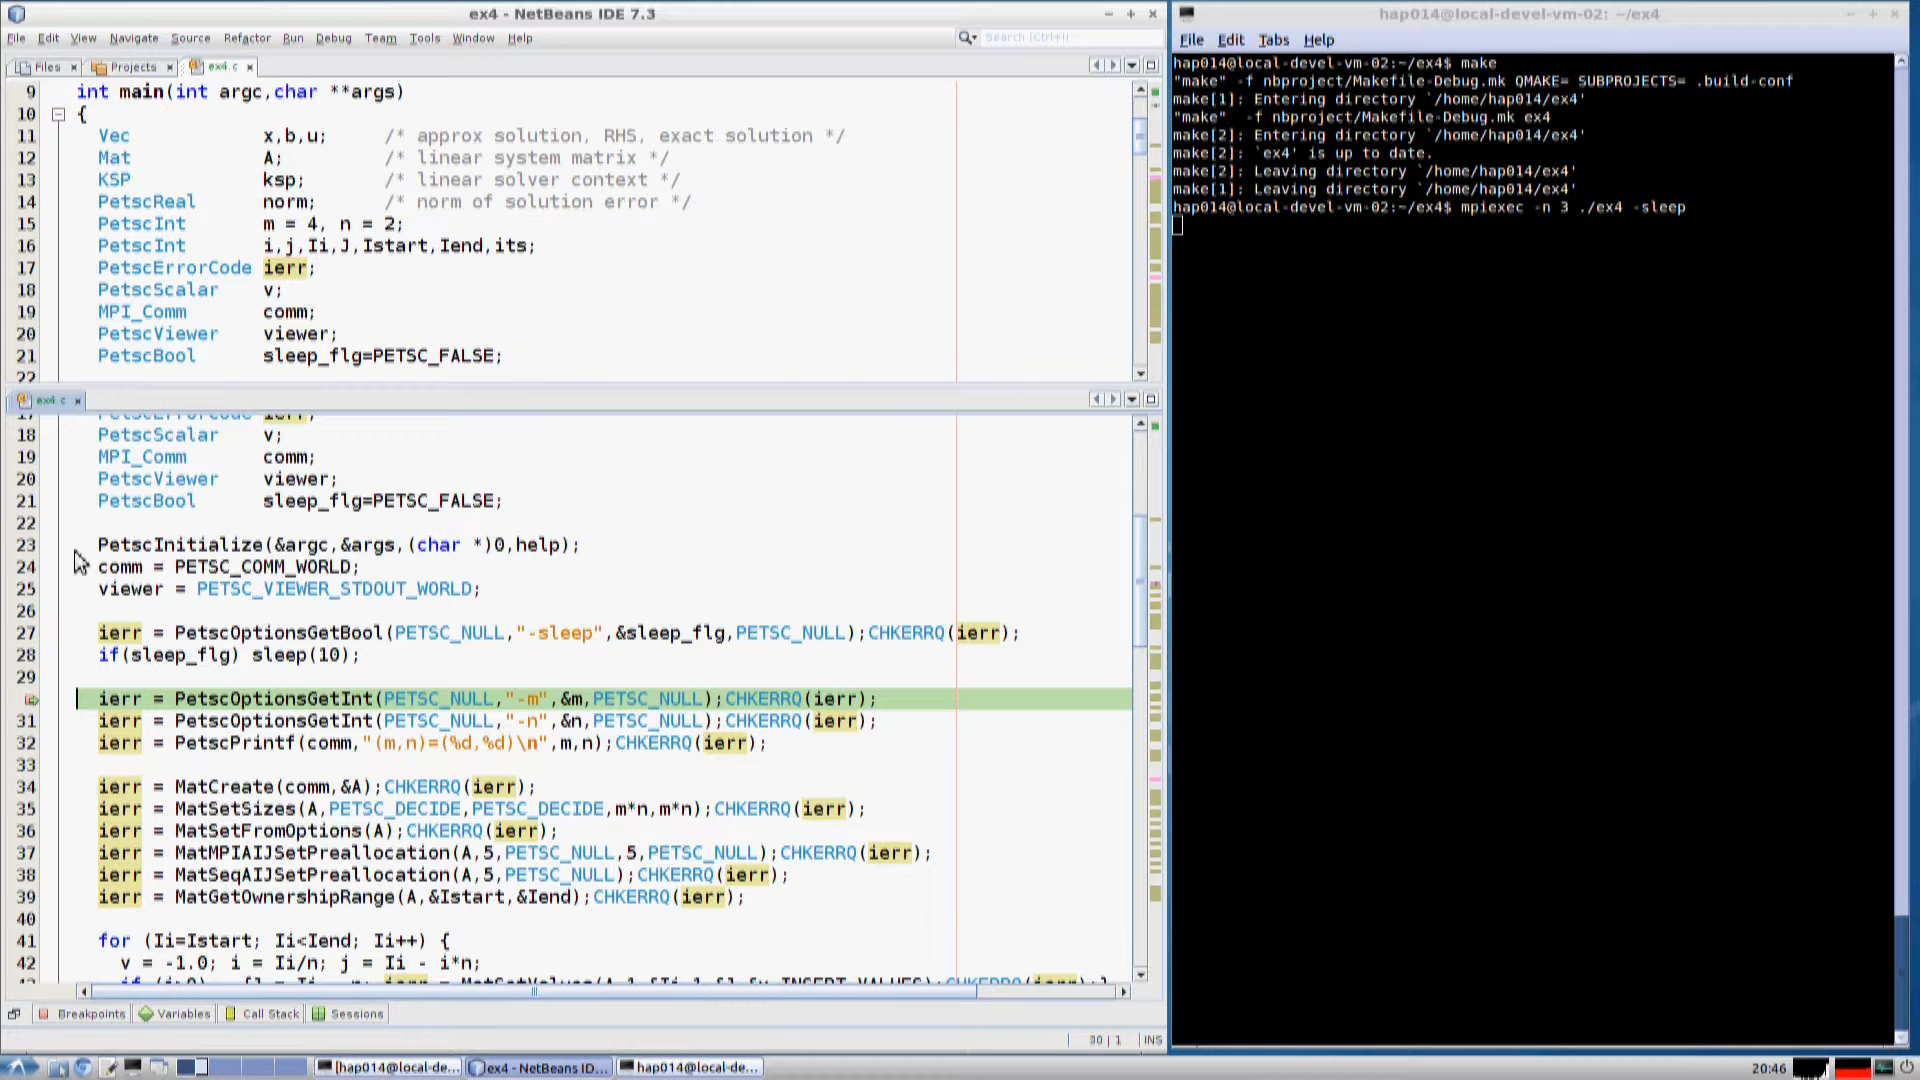 ex4 - NetBeans IDE 7.3
File Edit View Navigate Source Refactor Run Debug Team Tools Window Help
Search (Ctrl+I)
Files Projects ex4.c
9 int main(int argc,char **args)
10 {
11 Vec x,b,u; /* approx solution, RHS, exact solution */
12 Mat A; /* linear system matrix */
13 KSP ksp; /* linear solver context */
14 PetscReal norm; /* norm of solution error */
15 PetscInt m = 4, n = 2;
16 PetscInt i,j,Ii,J,Istart,Iend,its;
17 PetscErrorCode ierr;
18 PetscScalar v;
19 MPI_Comm comm;
20 PetscViewer viewer;
21 PetscBool sleep_flg=PETSC_FALSE;
22
ex4.c
17 PetscErrorCode ierr;
18 PetscScalar v;
19 MPI_Comm comm;
20 PetscViewer viewer;
21 PetscBool sleep_flg=PETSC_FALSE;
22
23 PetscInitialize(&argc,&args,(char *)0,help);
24 comm = PETSC_COMM_WORLD;
25 viewer = PETSC_VIEWER_STDOUT_WORLD;
26
27 ierr = PetscOptionsGetBool(PETSC_NULL,"-sleep",&sleep_flg,PETSC_NULL);CHKERRQ(ierr);
28 if(sleep_flg) sleep(10);
29
ierr = PetscOptionsGetInt(PETSC_NULL,"-m",&m,PETSC_NULL);CHKERRQ(ierr);
31 ierr = PetscOptionsGetInt(PETSC_NULL,"-n",&n,PETSC_NULL);CHKERRQ(ierr);
32 ierr = PetscPrintf(comm,"(m,n)=(%d,%d)\n",m,n);CHKERRQ(ierr);
33
34 ierr = MatCreate(comm,&A);CHKERRQ(ierr);
35 ierr = MatSetSizes(A,PETSC_DECIDE,PETSC_DECIDE,m*n,m*n);CHKERRQ(ierr);
36 ierr = MatSetFromOptions(A);CHKERRQ(ierr);
37 ierr = MatMPIAIJSetPreallocation(A,5,PETSC_NULL,5,PETSC_NULL);CHKERRQ(ierr);
38 ierr = MatSeqAIJSetPreallocation(A,5,PETSC_NULL);CHKERRQ(ierr);
39 ierr = MatGetOwnershipRange(A,&Istart,&Iend);CHKERRQ(ierr);
40
41 for (Ii=Istart; Ii<Iend; Ii++) {
42 v = -1.0; i = Ii/n; j = Ii - i*n;
Breakpoints Variables Call Stack Sessions
30 | 1 INS
hap014@local-devel-vm-02: ~/ex4
File Edit Tabs Help
hap014@local-devel-vm-02:~/ex4$ make
"make" -f nbproject/Makefile-Debug.mk QMAKE= SUBPROJECTS= .build-conf
make[1]: Entering directory `/home/hap014/ex4'
"make" -f nbproject/Makefile-Debug.mk ex4
make[2]: Entering directory `/home/hap014/ex4'
make[2]: `ex4' is up to date.
make[2]: Leaving directory `/home/hap014/ex4'
make[1]: Leaving directory `/home/hap014/ex4'
hap014@local-devel-vm-02:~/ex4$ mpiexec -n 3 ./ex4 -sleep
[hap014@local-de... ex4 - NetBeans ID... hap014@local-de... 20:46